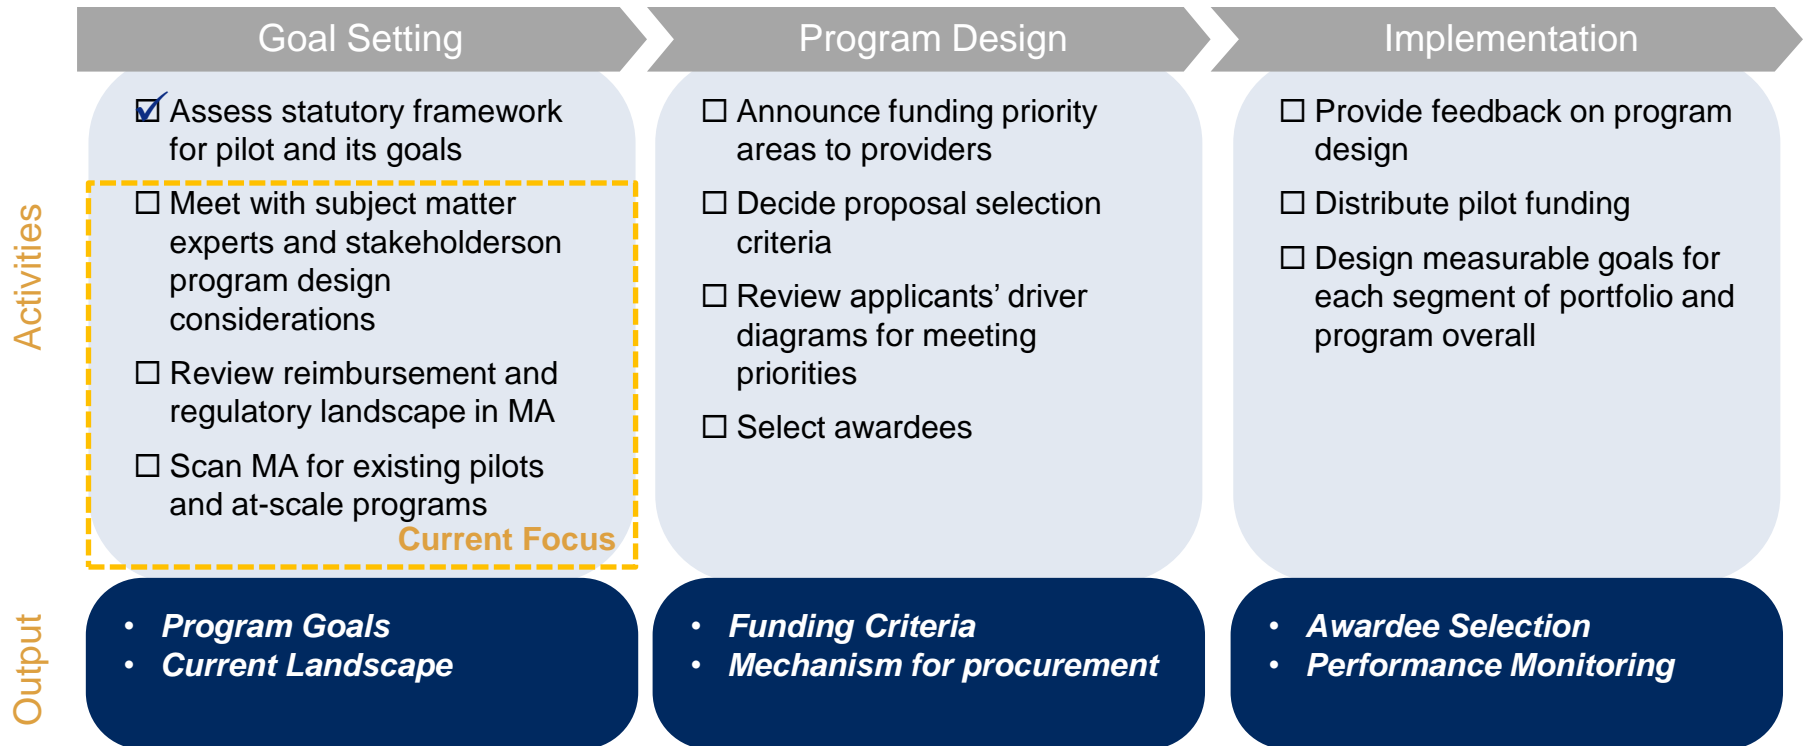 Goal Setting
Program Design
Implementation
Activities
Assess statutory framework
for pilot and its goals
Meet with subject matter
experts and stakeholderson
program design
considerations
Review reimbursement and
regulatory landscape in MA
Scan MA for existing pilots
and at-scale programs
Current Focus
Announce funding priority
areas to providers
Decide proposal selection
criteria
Review applicants’ driver
diagrams for meeting
priorities
Select awardees
Provide feedback on program
design
Distribute pilot funding
Design measurable goals for
each segment of portfolio and
program overall
Output
• Program Goals
• Current Landscape
• Funding Criteria
• Mechanism for procurement
• Awardee Selection
• Performance Monitoring